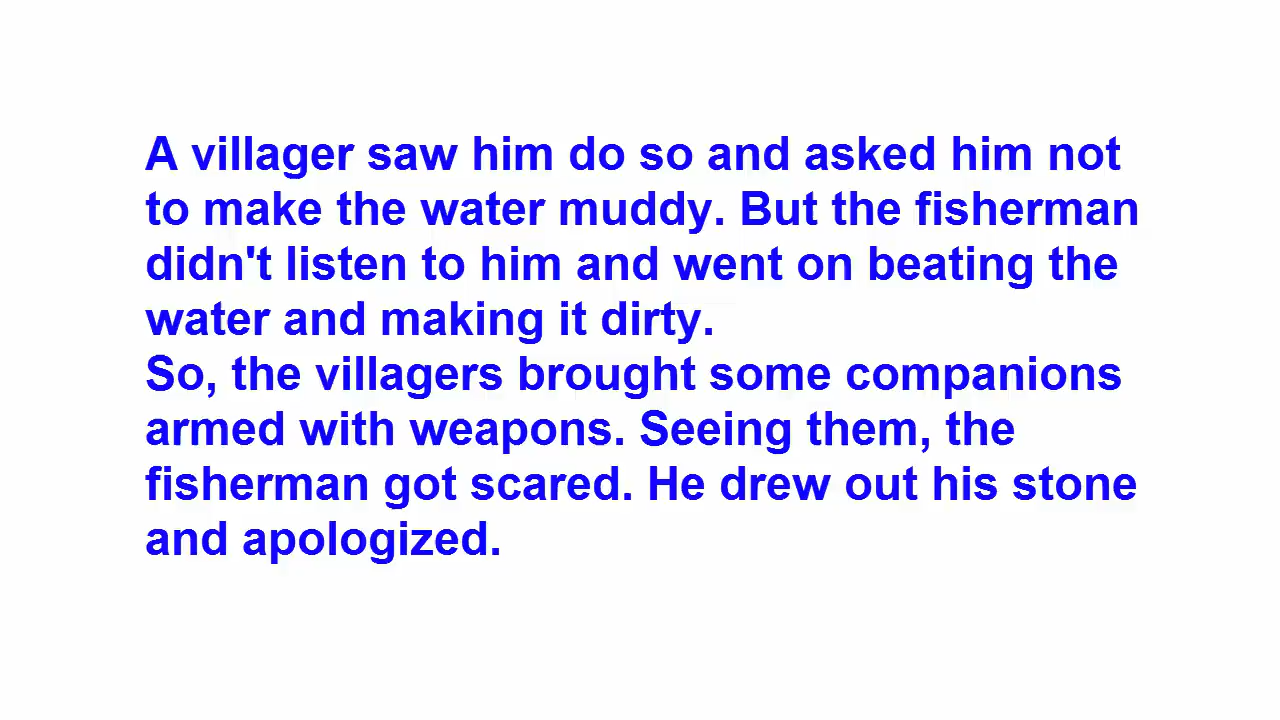 A villager saw him do so and asked him not
to make the water muddy. But the fisherman
didn't listen to him and went on beating the
water and making it dirty.
So, the villagers brought some companions
armed with weapons. Seeing them, the
fisherman got scared. He drew out his stone
and apologized.